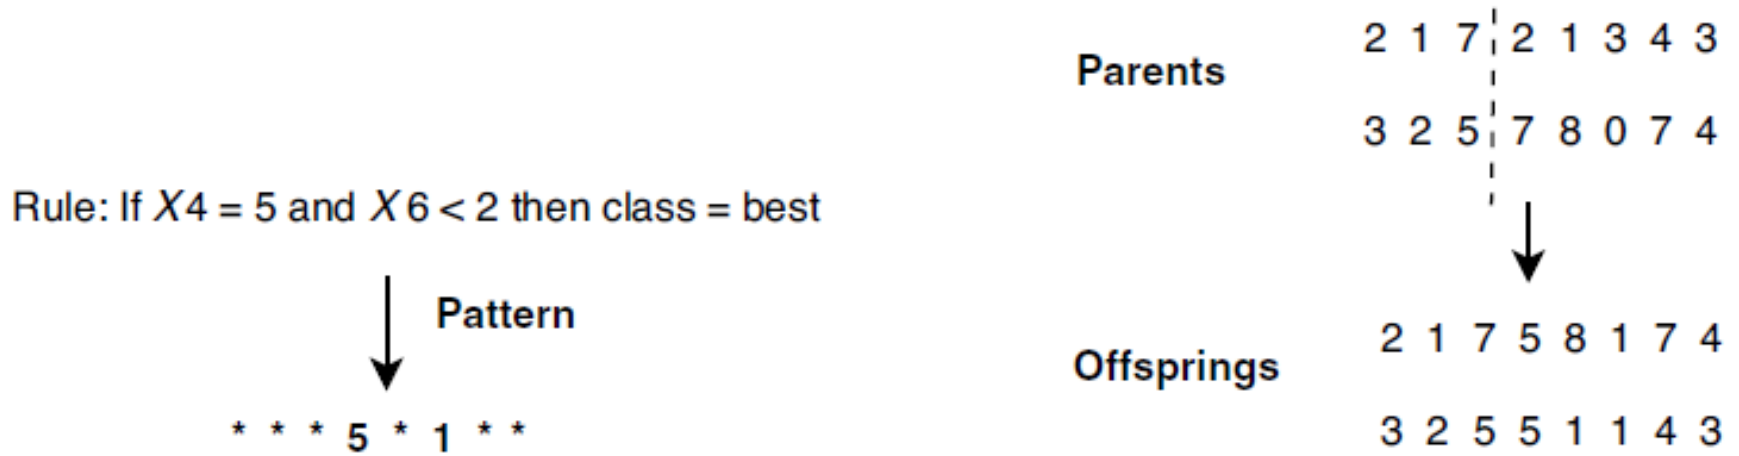 Rule: If X4 = 5 and X6 < 2 then class = best
Pattern
* * * 5 * 1 * *
Parents
2 1 7 2 1 3 4 3
3 2 5 7 8 0 7 4
Offsprings
2 1 7 5 8 1 7 4
3 2 5 5 1 1 4 3